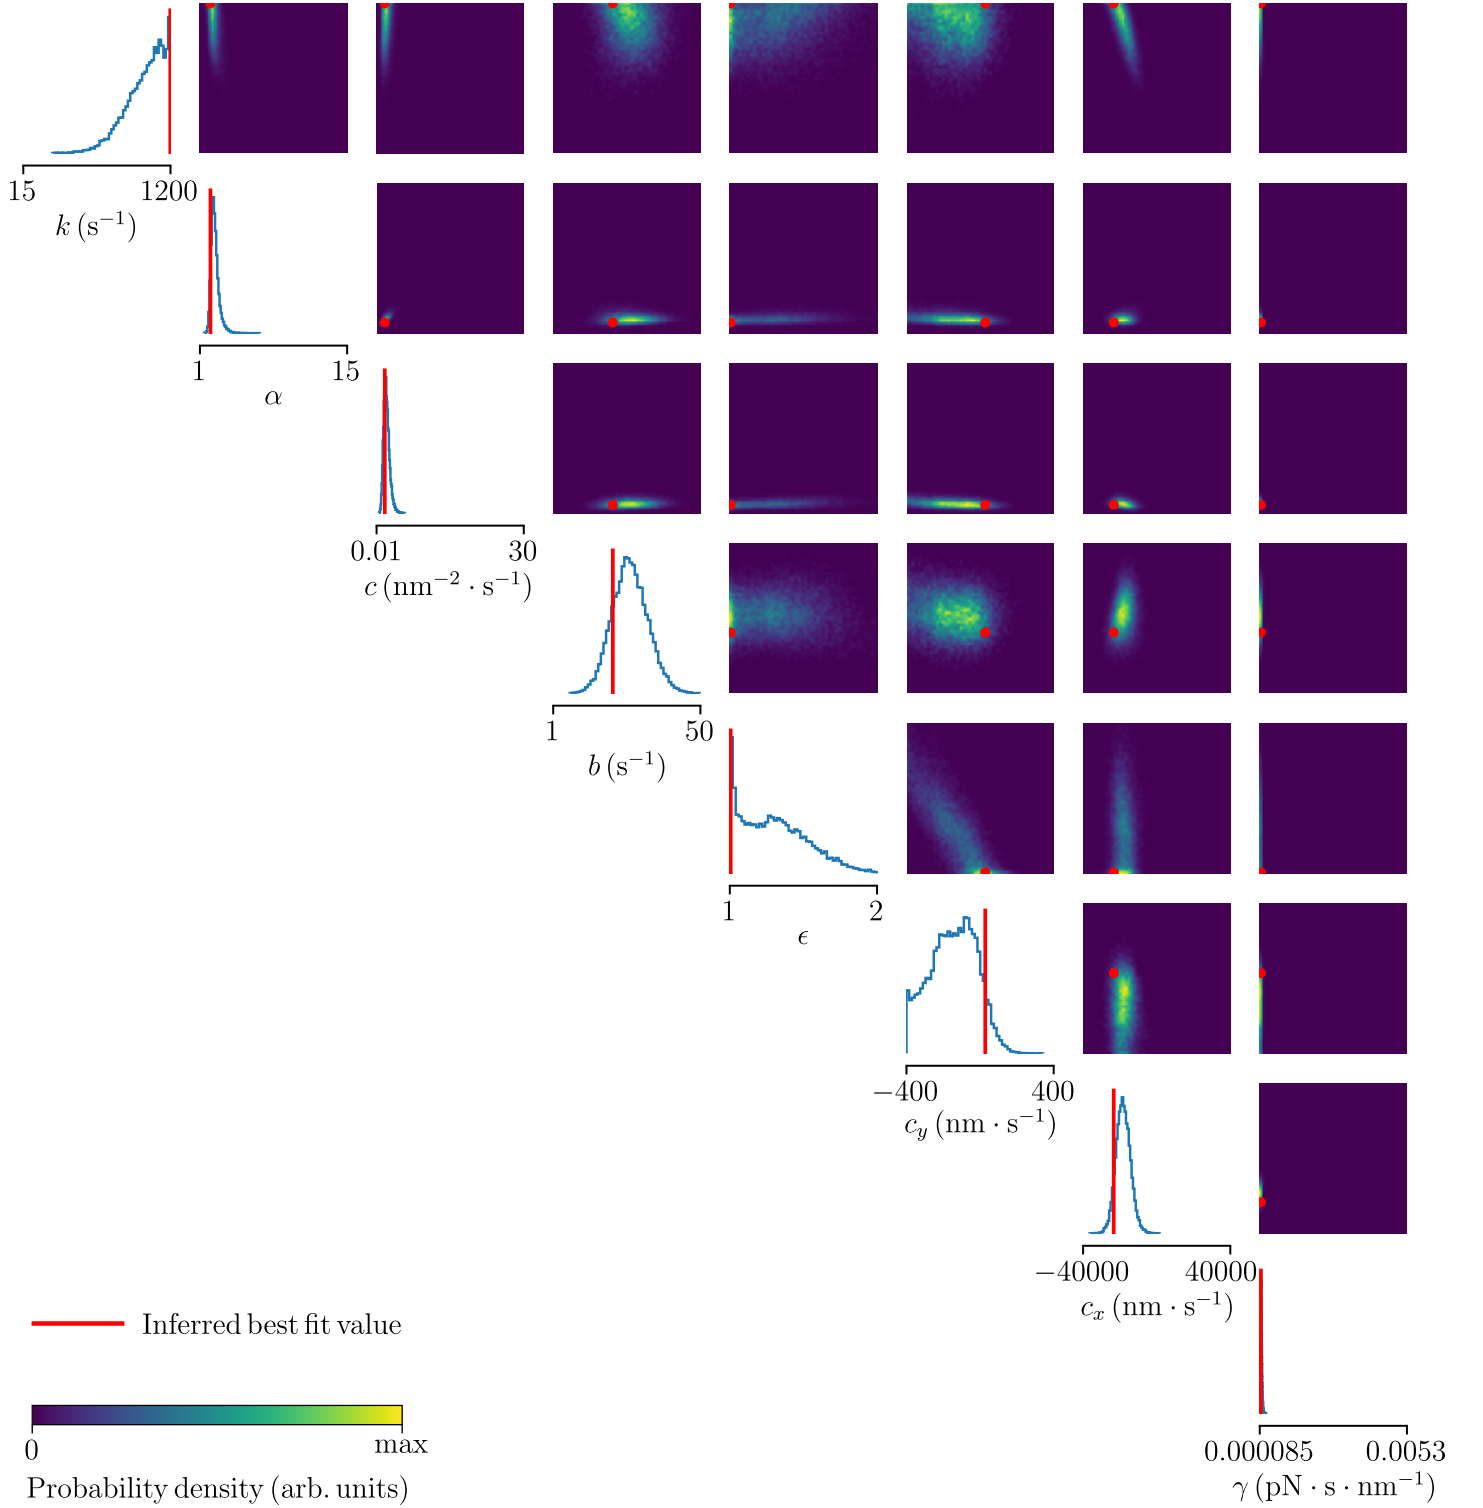 15 1200
k (s⁻¹)
1 15
α
0.01 30
c (nm⁻² · s⁻¹)
1 50
b (s⁻¹)
1 2
ϵ
−400 400
c_y (nm · s⁻¹)
−40000 40000
c_x (nm · s⁻¹)
Inferred best fit value
0 max
Probability density (arb. units)
0.000085 0.0053
γ (pN · s · nm⁻¹)